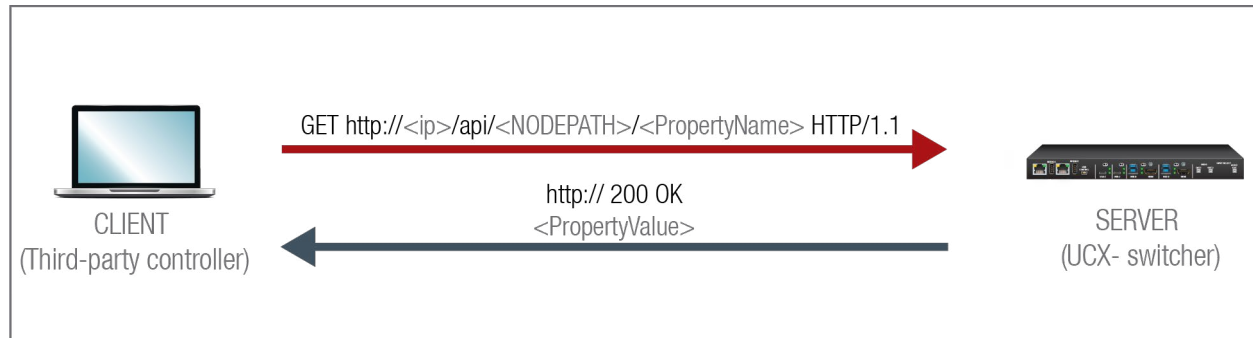 GET http://<ip>/api/<NODEPATH>/<PropertyName> HTTP/1.1
http:// 200 OK
<PropertyValue>
CLIENT
(Third-party controller)
SERVER
(UCX- switcher)